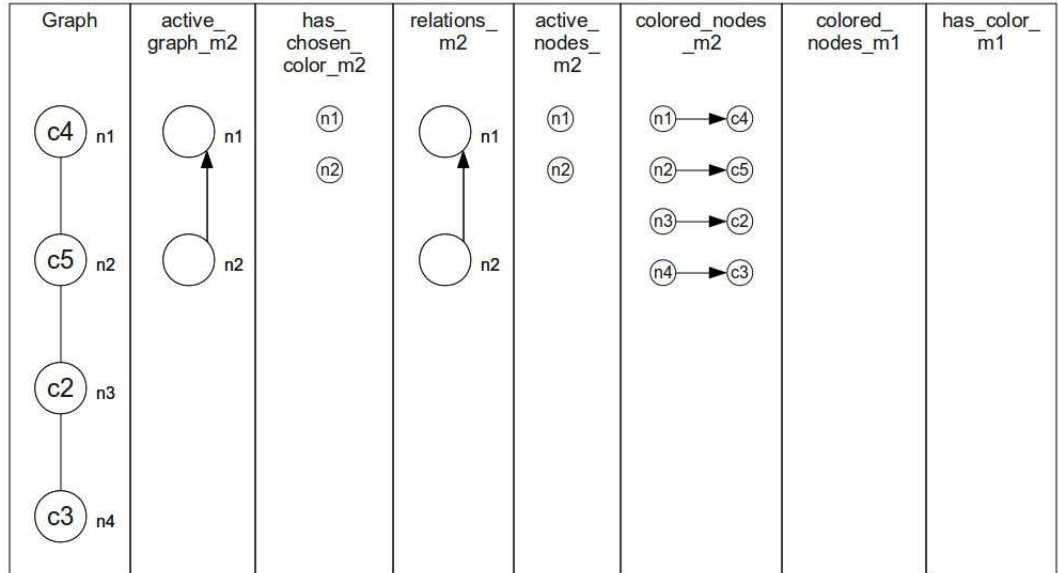 Graph
active_
graph_m2
has_
chosen_
color_m2
relations_
m2
active_
nodes_
m2
colored_nodes
_m2
colored_
nodes_m1
has_color_
m1
c4 n1
c5 n2
c2 n3
c3 n4
n1
n2
n1
n2
n1
n2
n1
n2
n1 c4
n2 c5
n3 c2
n4 c3